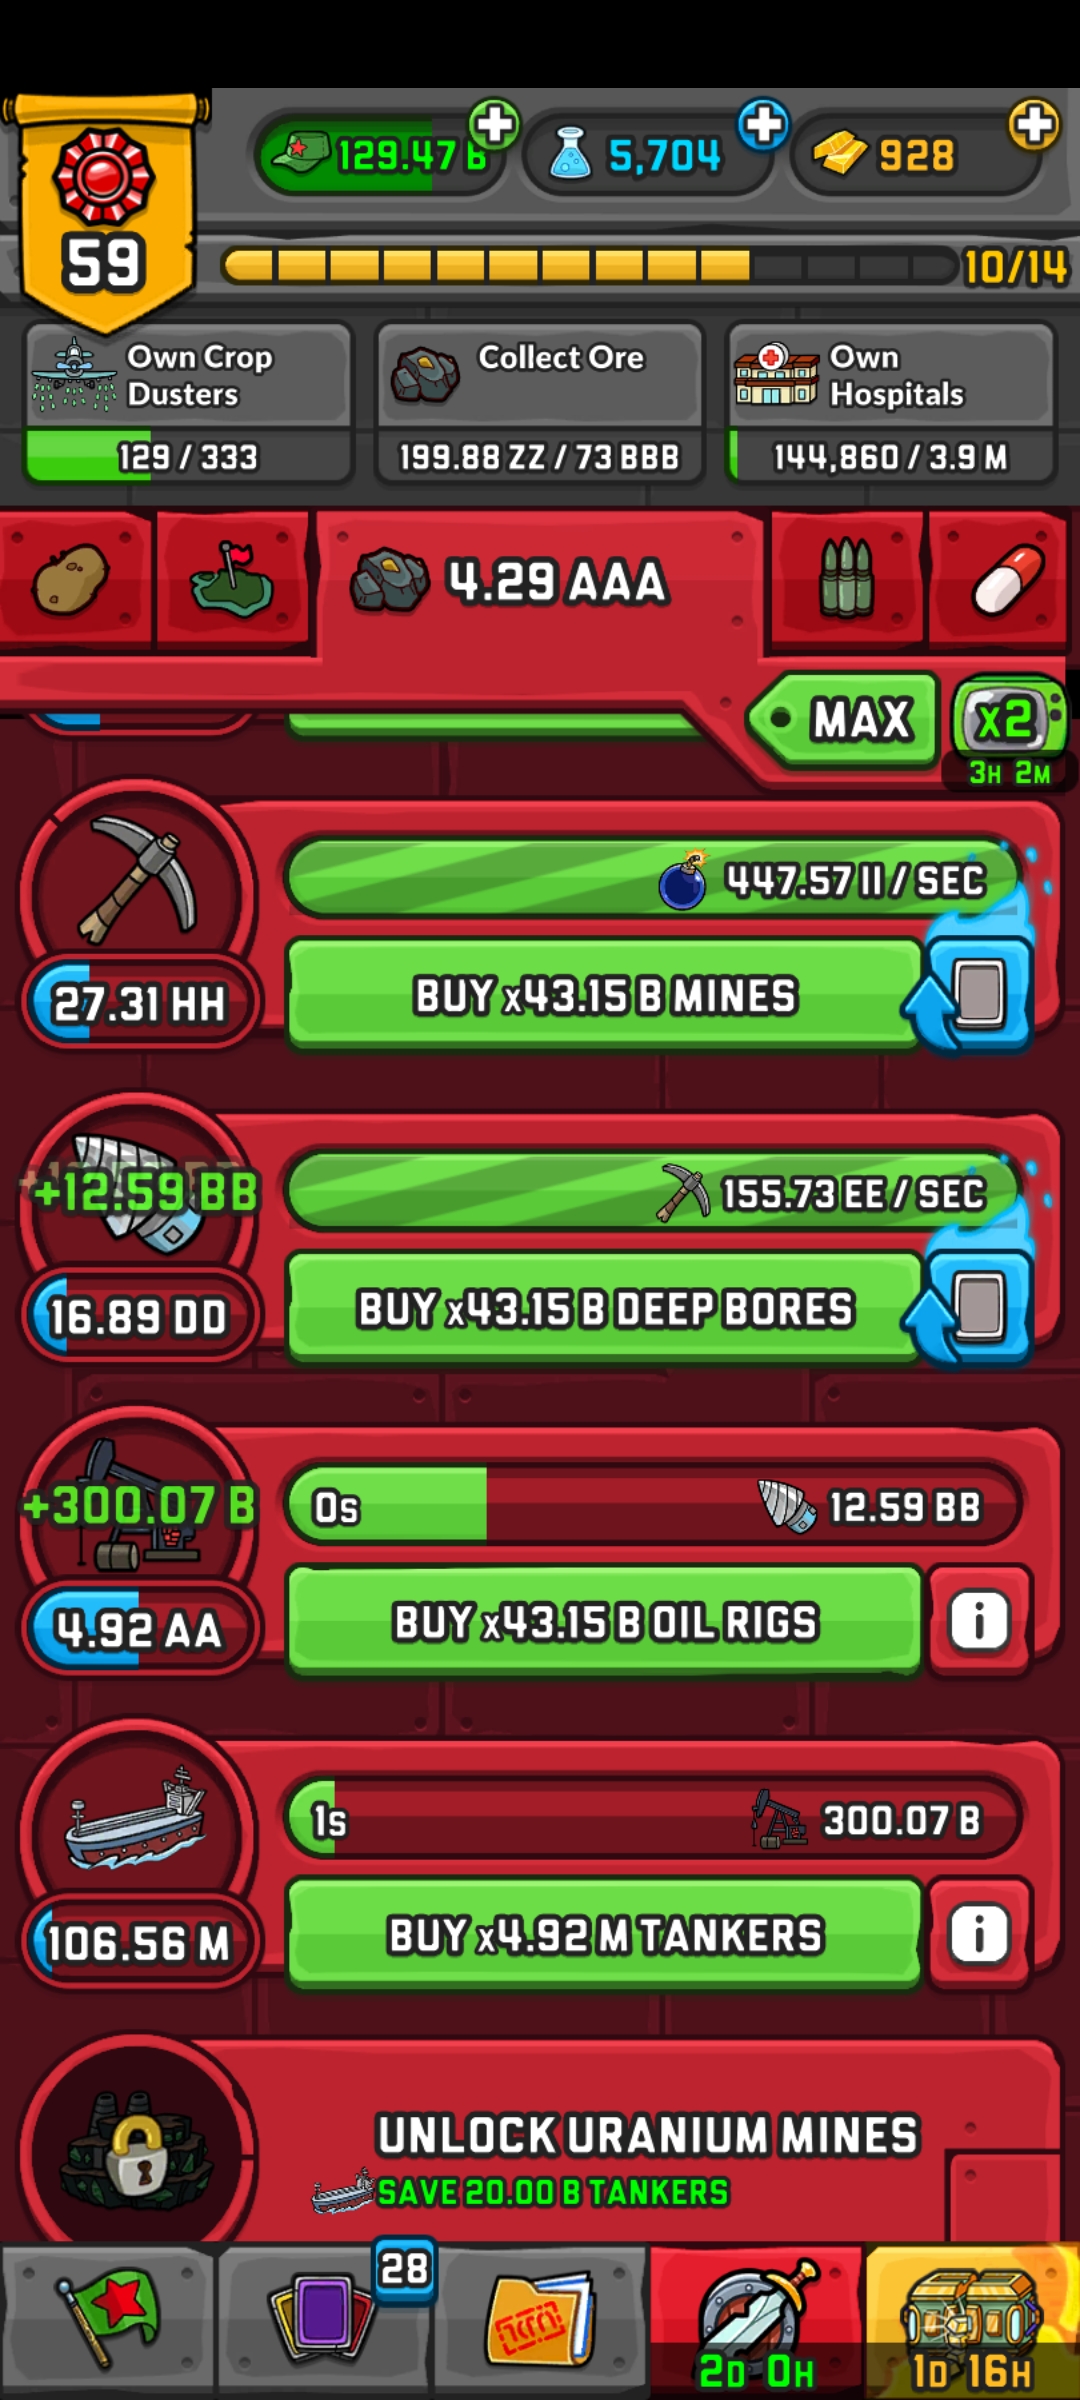 129.47 B
5,704
928
59
10/14
Own Crop
Dusters
129 / 333
Collect Ore
199.88 ZZ / 73 BBB
Own
Hospitals
144,860 / 3.9 M
4.29 AAA
MAX
x2
3H 2M
447.57 II / SEC
27.31 HH
BUY x43.15 B MINES
+12.59 BB
155.73 EE / SEC
16.89 DD
BUY x43.15 B DEEP BORES
+300.07 B
0s
12.59 BB
4.92 AA
BUY x43.15 B OIL RIGS
i
1s
300.07 B
106.56 M
BUY x4.92 M TANKERS
i
UNLOCK URANIUM MINES
SAVE 20.00 B TANKERS
28
2D 0H
1D 16H